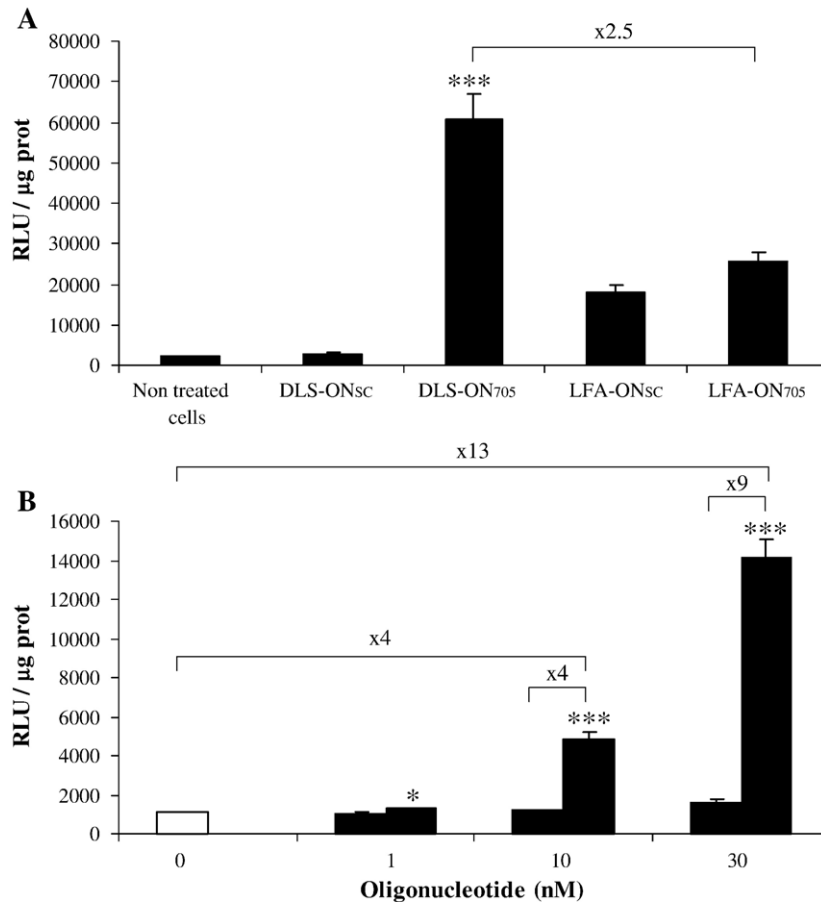 A
x2.5
80000
70000
60000
50000
40000
30000
20000
10000
0
RLU / µg prot
***
Non treated
cells
DLS-ONSC
DLS-ON705
LFA-ONSC
LFA-ON705
B
x13
x9
x4
x4
16000
14000
12000
10000
8000
6000
4000
2000
0
RLU / µg prot
*
***
***
0
1
10
30
Oligonucleotide (nM)